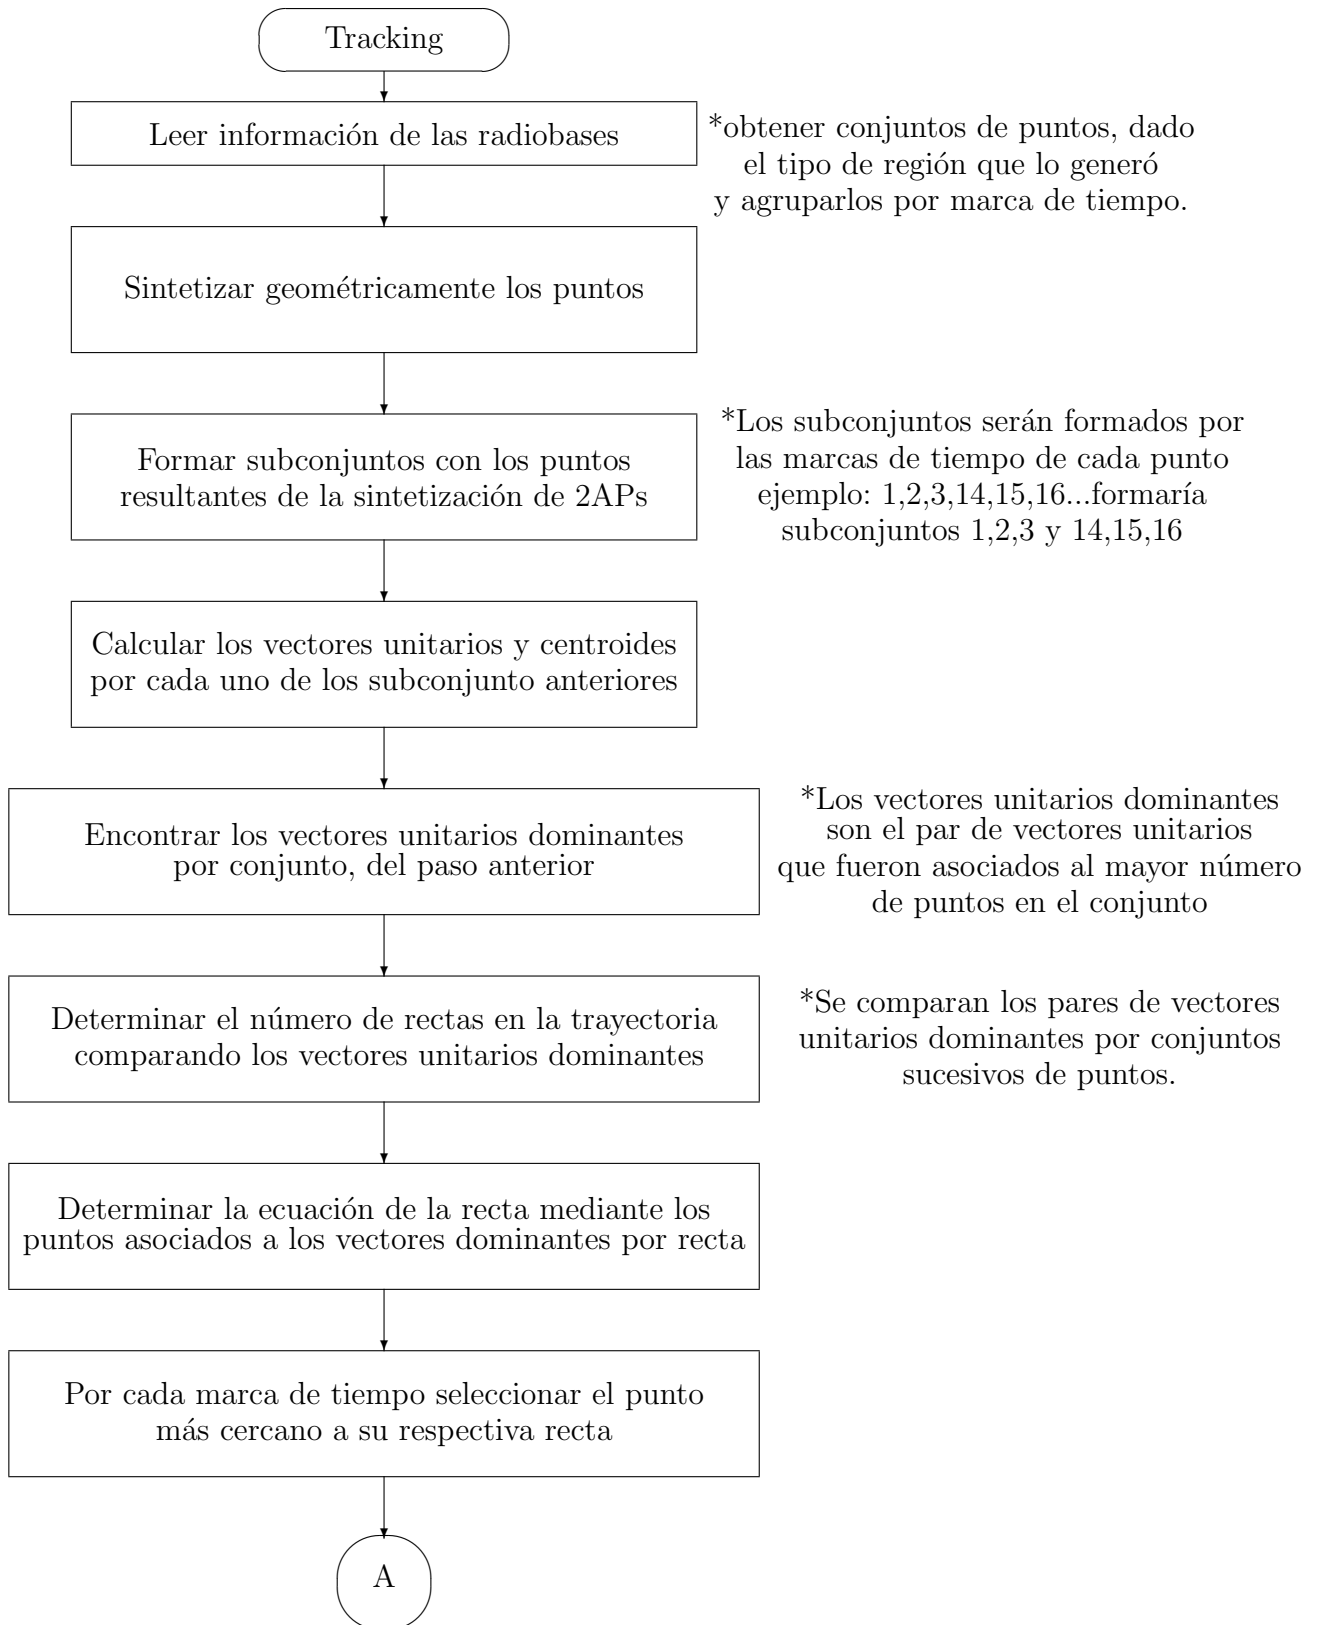 Tracking
Leer información de las radiobases
*obtener conjuntos de puntos, dado
el tipo de región que lo generó
y agruparlos por marca de tiempo.
Sintetizar geométricamente los puntos
Formar subconjuntos con los puntos
resultantes de la sintetización de 2APs
*Los subconjuntos serán formados por
las marcas de tiempo de cada punto
ejemplo: 1,2,3,14,15,16...formaría
subconjuntos 1,2,3 y 14,15,16
Calcular los vectores unitarios y centroides
por cada uno de los subconjunto anteriores
Encontrar los vectores unitarios dominantes
por conjunto, del paso anterior
*Los vectores unitarios dominantes
son el par de vectores unitarios
que fueron asociados al mayor número
de puntos en el conjunto
Determinar el número de rectas en la trayectoria
comparando los vectores unitarios dominantes
*Se comparan los pares de vectores
unitarios dominantes por conjuntos
sucesivos de puntos.
Determinar la ecuación de la recta mediante los
puntos asociados a los vectores dominantes por recta
Por cada marca de tiempo seleccionar el punto
más cercano a su respectiva recta
A